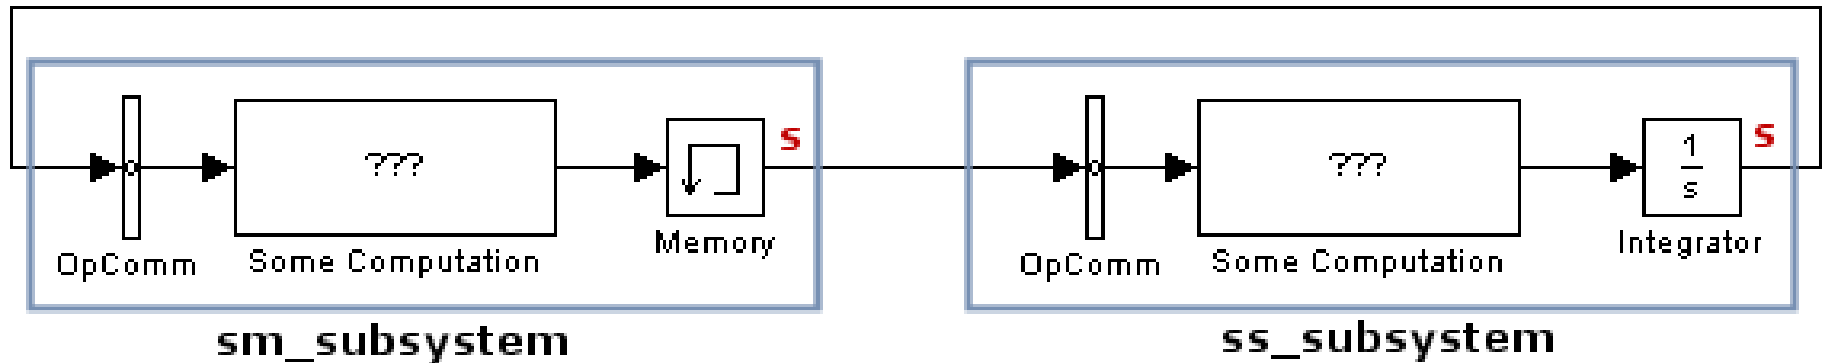 S
S
???
???
1
s
OpComm
Some Computation
Memory
OpComm
Some Computation
Integrator
sm_subsystem
ss_subsystem